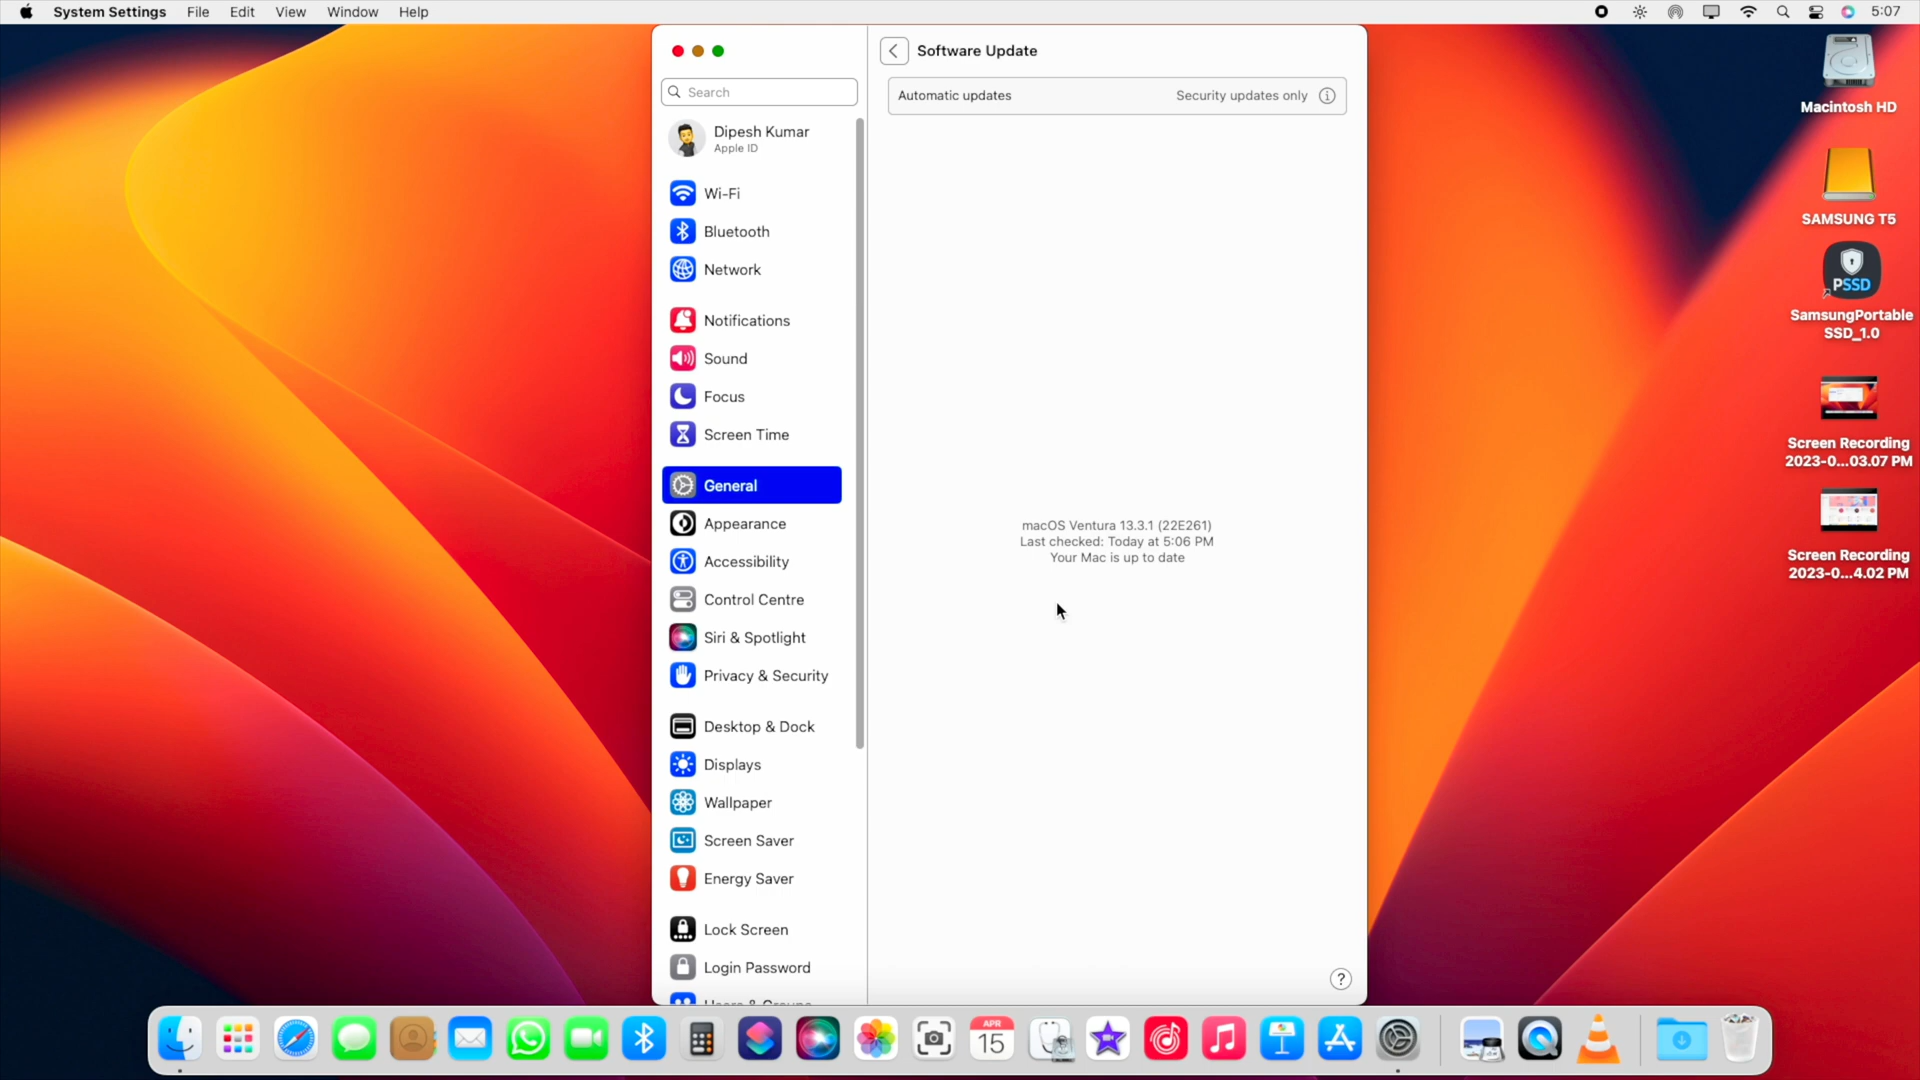 System Settings File Edit View Window Help 5:07
Software Update
Search
Automatic updates Security updates only
Dipesh Kumar
Apple ID
Wi-Fi
Bluetooth
Network
Notifications
Sound
Focus
Screen Time
General
Appearance
Accessibility
Control Centre
Siri & Spotlight
Privacy & Security
Desktop & Dock
Displays
Wallpaper
Screen Saver
Energy Saver
Lock Screen
Login Password
macOS Ventura 13.3.1 (22E261)
Last checked: Today at 5:06 PM
Your Mac is up to date
?
Macintosh HD
SAMSUNG T5
PSSD
SamsungPortable
SSD_1.0
Screen Recording
2023-0...03.07 PM
Screen Recording
2023-0...4.02 PM
APR
15